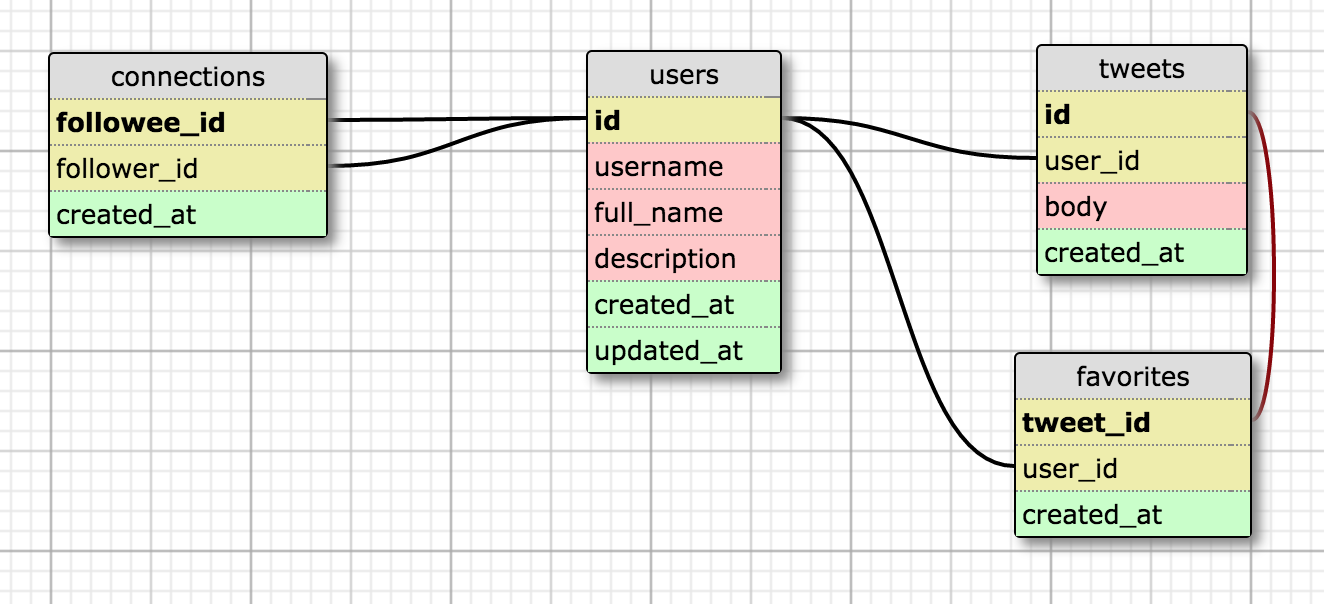 connections
followee_id
follower_id
created_at
users
id
username
full_name
description
created_at
updated_at
tweets
id
user_id
body
created_at
favorites
tweet_id
user_id
created_at